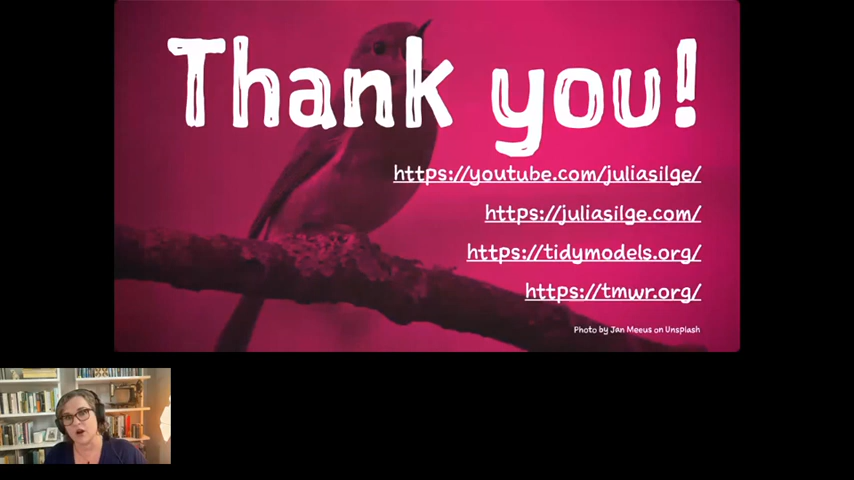 Thank you!
https://youtube.com/juliasilge/
https://juliasilge.com/
https://tidymodels.org/
https://tmwr.org/
Photo by Jan Meeus on Unsplash